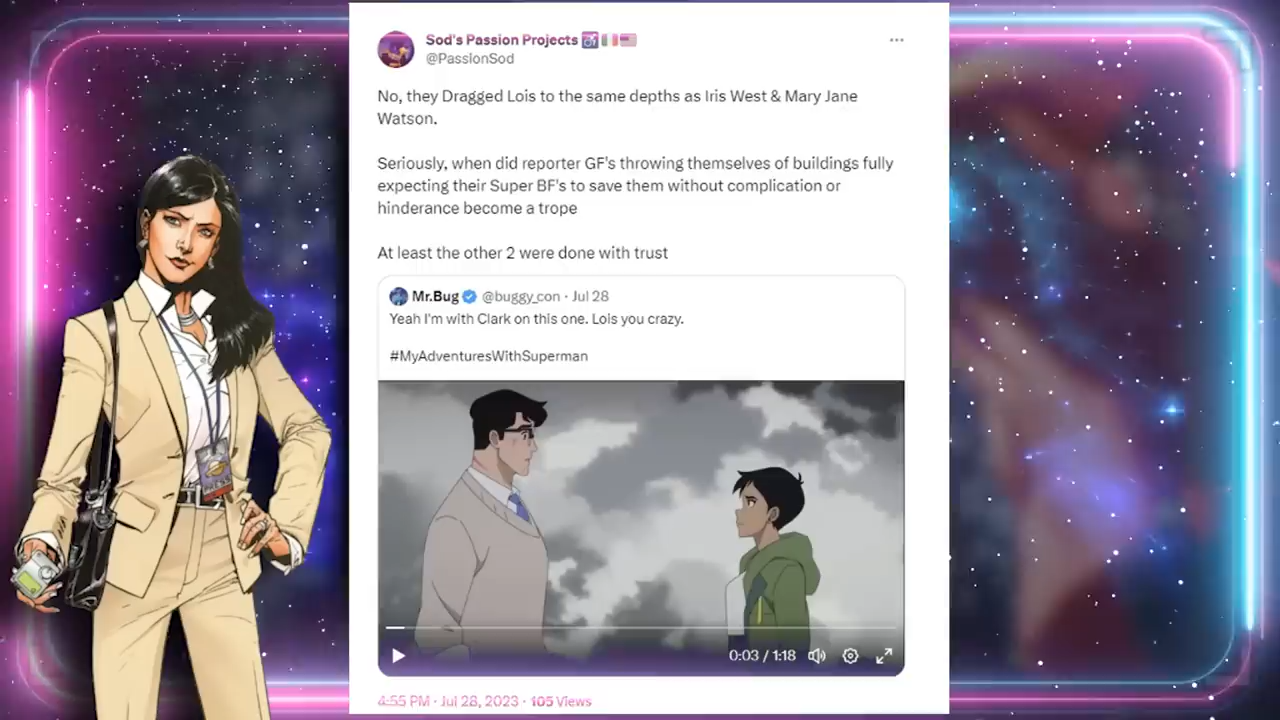 Sod's Passion Projects
@PassionSod
No, they Dragged Lois to the same depths as Iris West & Mary Jane
Watson.
Seriously, when did reporter GF's throwing themselves of buildings fully
expecting their Super BF's to save them without complication or
hinderance become a trope
At least the other 2 were done with trust
Mr.Bug @buggy_con · Jul 28
Yeah I'm with Clark on this one. Lois you crazy.
#MyAdventuresWithSuperman
0:03 / 1:18
4:55 PM · Jul 28, 2023 · 105 Views